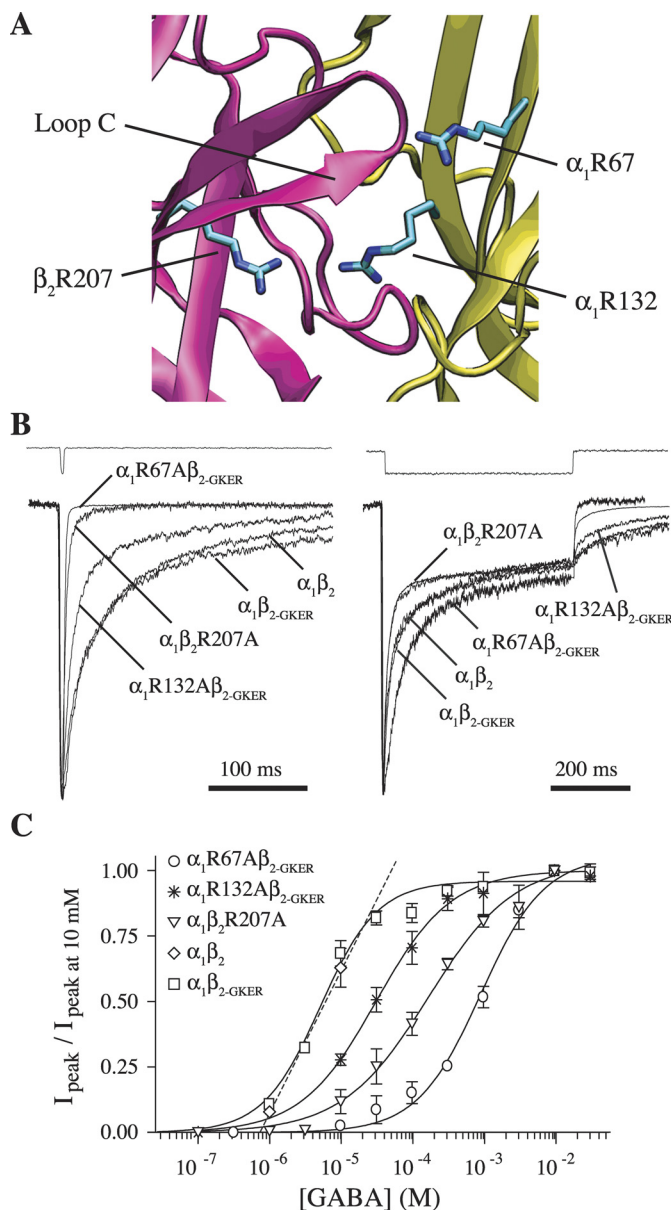 A
Loop C
α₁R67
β₂R207
α₁R132
B
α₁R67Aβ₂₋GKER
α₁β₂
α₁β₂₋GKER
α₁β₂R207A
α₁R132Aβ₂₋GKER
100 ms
α₁β₂R207A
α₁R132Aβ₂₋GKER
α₁R67Aβ₂₋GKER
α₁β₂
α₁β₂₋GKER
200 ms
C
α₁R67Aβ₂₋GKER
α₁R132Aβ₂₋GKER
α₁β₂R207A
α₁β₂
α₁β₂₋GKER
1.00
0.75
0.50
0.25
0.00
I peak / I peak at 10 mM
10⁻⁷ 10⁻⁶ 10⁻⁵ 10⁻⁴ 10⁻³ 10⁻²
[GABA] (M)